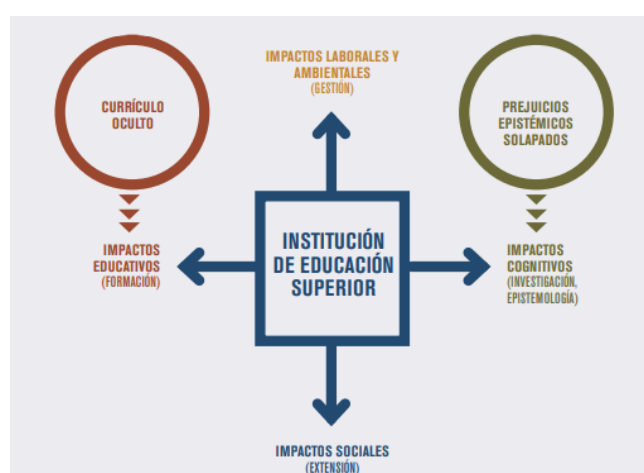 IMPACTOS LABORALES Y
AMBIENTALES
(GESTIÓN)
CURRÍCULO
OCULTO
PREJUICIOS
EPISTÉMICOS
SOLAPADOS
IMPACTOS
EDUCATIVOS
(FORMACIÓN)
INSTITUCIÓN
DE EDUCACIÓN
SUPERIOR
IMPACTOS
COGNITIVOS
(INVESTIGACIÓN,
EPISTEMOLOGÍA)
IMPACTOS SOCIALES
(EXTENSIÓN)